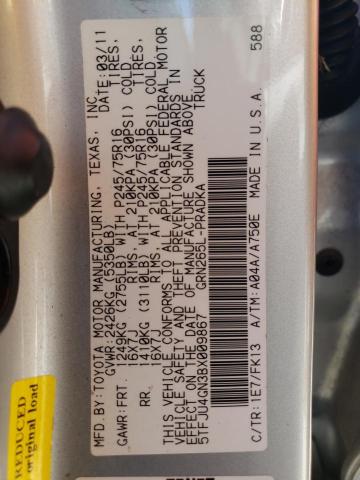 MFD.BY:TOYOTA MOTOR MANUFACTURING, TEXAS, INC. DATE: 03/11
GVWR: 2426KG (5350LB)
GAWR:FRT. 1249KG (2755LB) WITH P245/75R16 TIRES,
16X7J RIMS, AT 210KPA (30PSI) COLD.
RR. 1410KG (3110LB) WITH P245/75R16 TIRES,
16X7J RIMS, AT 210KPA (30PSI) COLD.
THIS VEHICLE CONFORMS TO ALL APPLICABLE FEDERAL MOTOR
VEHICLE SAFETY AND THEFT PREVENTION STANDARDS IN
EFFECT ON THE DATE OF MANUFACTURE SHOWN ABOVE.
5TFJU4GN3BX009867 TRUCK
GRN265L-PRADKA
C/TR: 1E7/FK13 A/TM: A04A/A750E MADE IN U.S.A. 588
REDUCED
original load